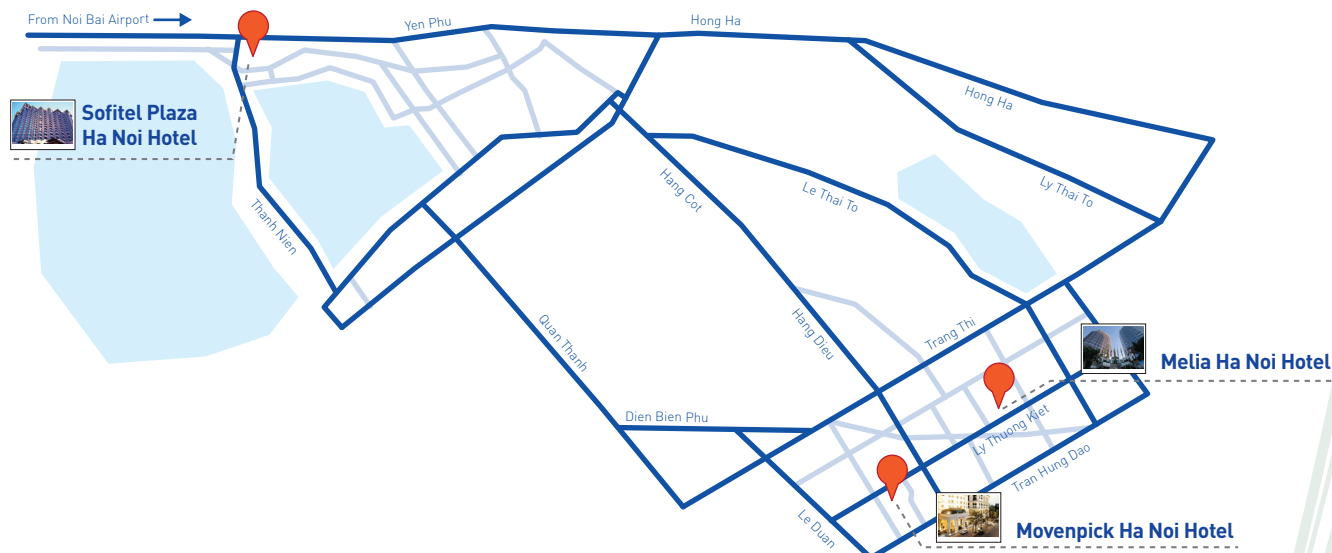 From Noi Bai Airport
Yen Phu
Hong Ha
Hong Ha
Sofitel Plaza
Ha Noi Hotel
Thanh Nien
Hang Cot
Le Thai To
Ly Thai To
Quan Thanh
Hang Dieu
Trang Thi
Melia Ha Noi Hotel
Dien Bien Phu
Ly Thuong Kiet
Tran Hung Dao
Le Duan
Movenpick Ha Noi Hotel